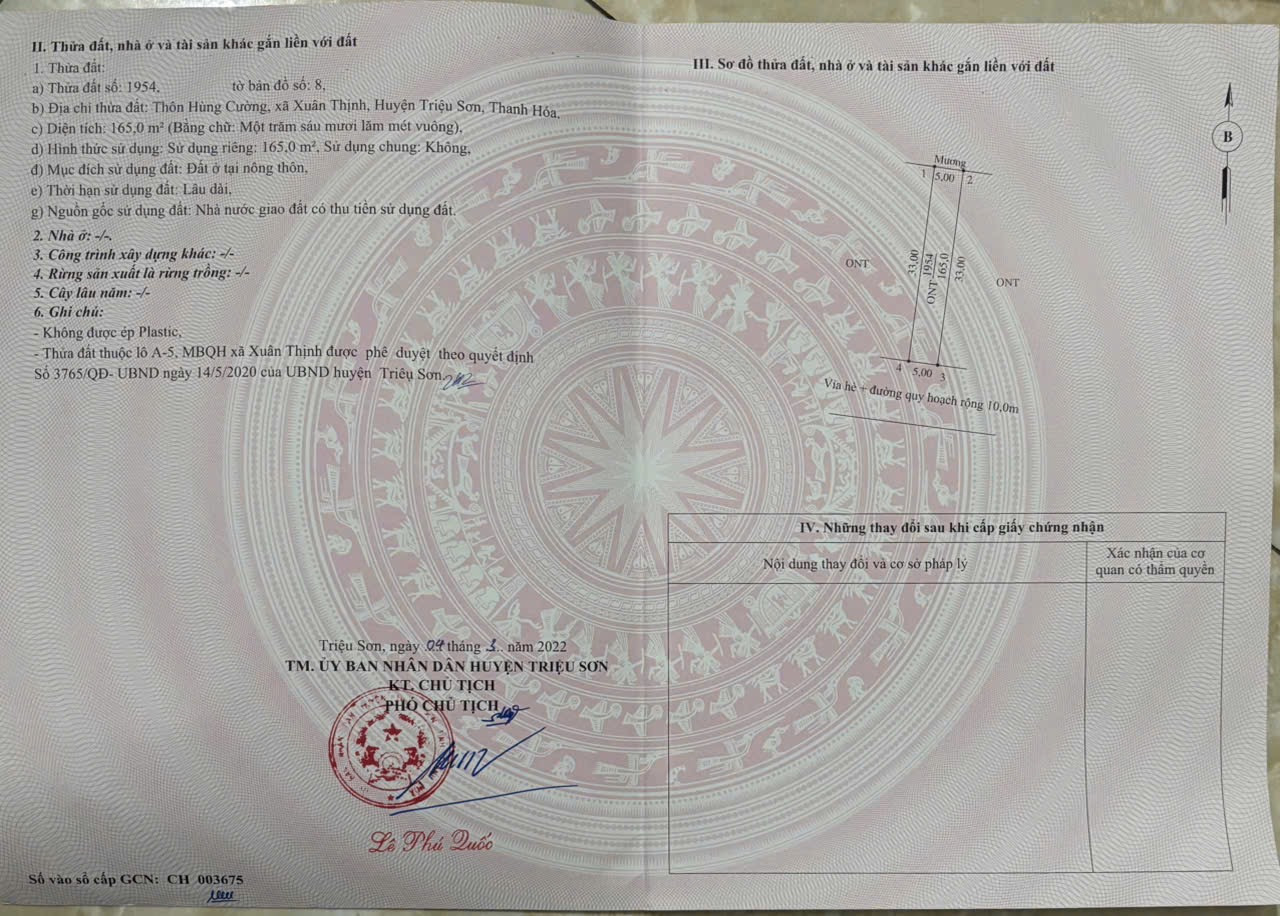 II. Thửa đất, nhà ở và tài sản khác gắn liền với đất
1. Thửa đất:
a) Thửa đất số: 1954, tờ bản đồ số: 8,
b) Địa chỉ thửa đất: Thôn Hùng Cường, xã Xuân Thịnh, Huyện Triệu Sơn, Thanh Hóa,
c) Diện tích: 165,0 m² (Bằng chữ: Một trăm sáu mươi lăm mét vuông),
d) Hình thức sử dụng: Sử dụng riêng: 165,0 m², Sử dụng chung: Không,
đ) Mục đích sử dụng đất: Đất ở tại nông thôn,
e) Thời hạn sử dụng đất: Lâu dài,
g) Nguồn gốc sử dụng đất: Nhà nước giao đất có thu tiền sử dụng đất.
2. Nhà ở: -/-.
3. Công trình xây dựng khác: -/-
4. Rừng sản xuất là rừng trồng: -/-
5. Cây lâu năm: -/-
6. Ghi chú:
- Không được ép Plastic,
- Thửa đất thuộc lô A-5, MBQH xã Xuân Thịnh được phê duyệt theo quyết định
Số 3765/QĐ- UBND ngày 14/5/2020 của UBND huyện Triệu Sơn.
Triệu Sơn, ngày 04 tháng 3.. năm 2022
TM. ỦY BAN NHÂN DÂN HUYỆN TRIỆU SƠN
KT. CHỦ TỊCH
PHÓ CHỦ TỊCH
Lê Phú Quốc
Số vào sổ cấp GCN: CH 003675
III. Sơ đồ thửa đất, nhà ở và tài sản khác gắn liền với đất
B
Mương
1 5,00 2
33,00
ONT 1954
165,0
33,00
ONT
ONT
4 5,00 3
Vỉa hè + đường quy hoạch rộng 10,0m
IV. Những thay đổi sau khi cấp giấy chứng nhận
Nội dung thay đổi và cơ sở pháp lý
Xác nhận của cơ
quan có thẩm quyền